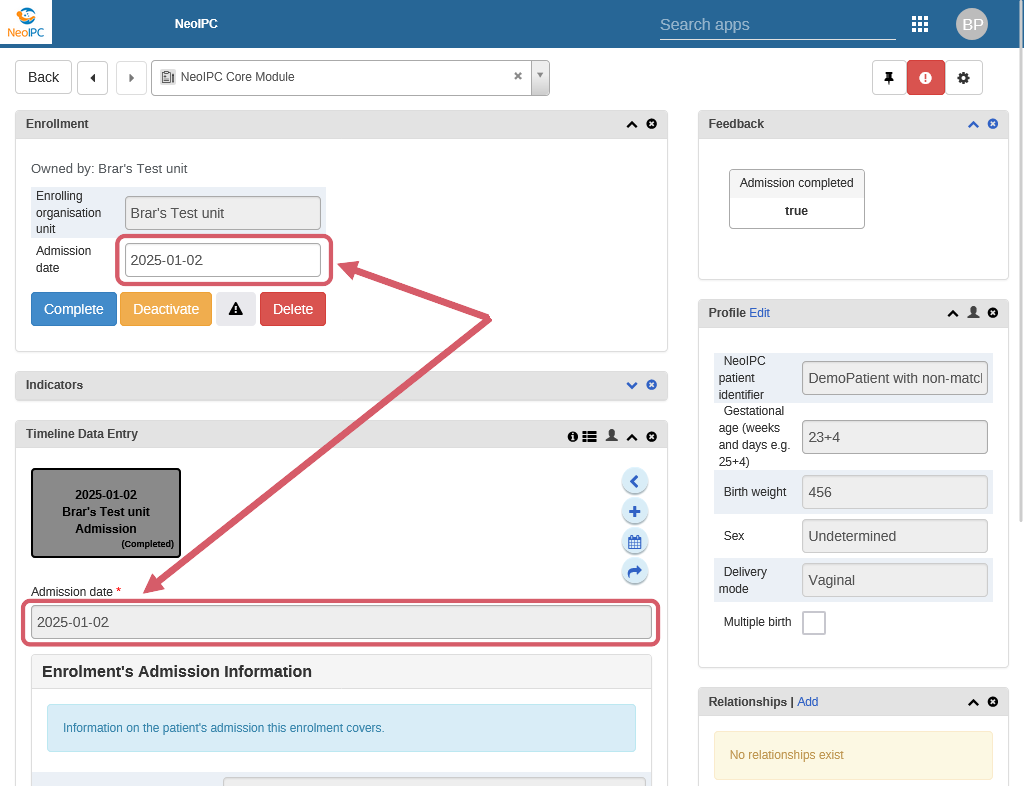 NeoIPC
NeoIPC
Search apps
BP
Back
NeoIPC Core Module
Enrollment
Owned by: Brar's Test unit
Enrolling
organisation
unit
Brar's Test unit
Admission
date
2025-01-02
Complete
Deactivate
Delete
Indicators
Timeline Data Entry
2025-01-02
Brar's Test unit
Admission
(Completed)
Admission date *
2025-01-02
Enrolment's Admission Information
Information on the patient's admission this enrolment covers.
Feedback
Admission completed
true
Profile Edit
NeoIPC
patient
identifier
DemoPatient with non-matcl
Gestational
age (weeks
and days e.g.
25+4)
23+4
Birth weight
456
Sex
Undetermined
Delivery
mode
Vaginal
Multiple birth
Relationships | Add
No relationships exist